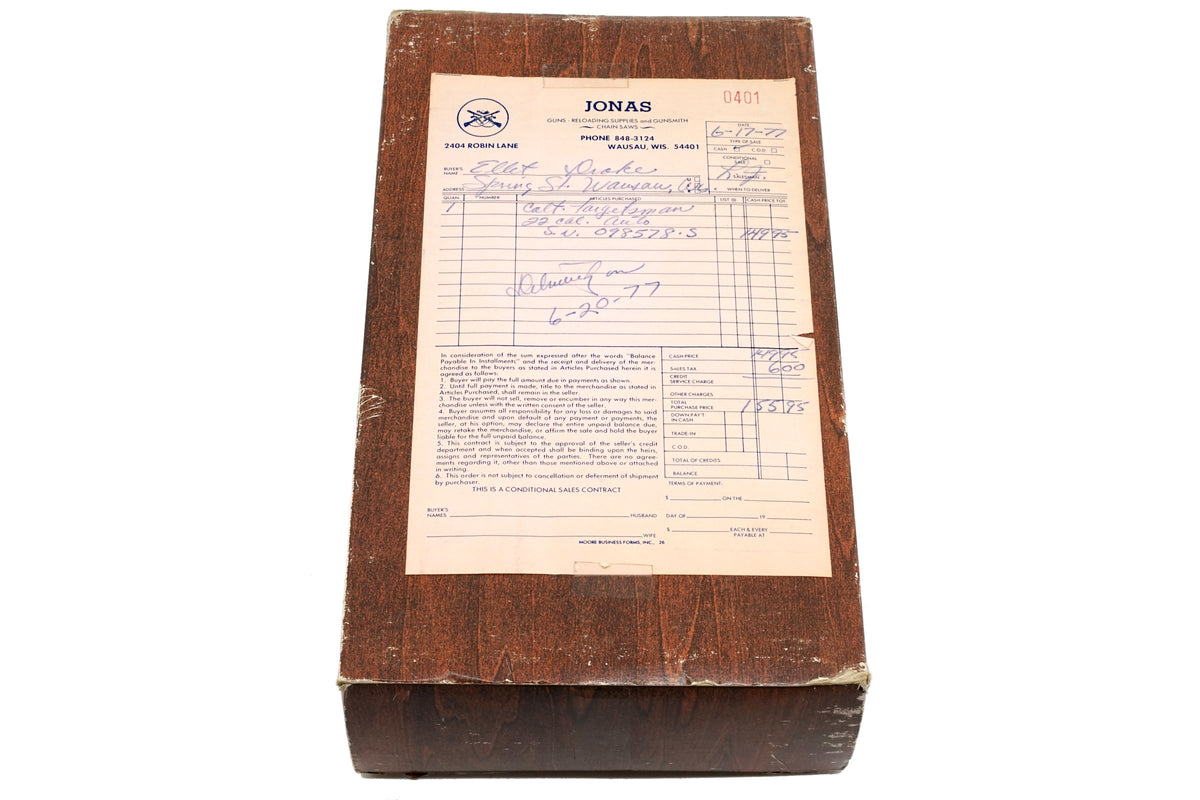 JONAS
0401
GUNS - RELOADING SUPPLIES and GUNSMITH
CHAIN SAWS
PHONE 848-3124
2404 ROBIN LANE
WAUSAU, WIS. 54401
DATE
6-17-77
TYPE OF SALE
CASH C.O.D.
CONDITIONAL
SALE
SALESMAN
WHEN TO DELIVER
BUYER'S
NAME Ellit Drake
ADDRESS Spring St. Wausau, Wis.
QUAN. NUMBER ARTICLES PURCHASED LIST @ CASH PRICE TOT.
1 Colt Targetsman
22 cal. Auto
S.N. 098578-S 149 95
on
6-20-77
In consideration of the sum expressed after the words "Balance
Payable In Installments" and the receipt and delivery of the mer-
chandise to the buyers as stated in Articles Purchased herein it is
agreed as follows:
1. Buyer will pay the full amount due in payments as shown.
2. Until full payment is made, title to the merchandise as stated in
Articles Purchased, shall remain in the seller.
3. The buyer will not sell, remove or encumber in any way this mer-
chandise unless with the written consent of the seller.
4. Buyer assumes all responsibility for any loss or damages to said
merchandise and upon default of any payment or payments, the
seller, at his option, may declare the entire unpaid balance due,
may retake the merchandise, or affirm the sale and hold the buyer
liable for the full unpaid balance.
5. This contract is subject to the approval of the seller's credit
department and when accepted shall be binding upon the heirs,
assigns and representatives of the parties. There are no agree-
ments regarding it, other than those mentioned above or attached
in writing.
6. This order is not subject to cancellation or deferment of shipment
by purchaser.
THIS IS A CONDITIONAL SALES CONTRACT
CASH PRICE 149 95
SALES TAX 6 00
CREDIT
SERVICE CHARGE
OTHER CHARGES
TOTAL
PURCHASE PRICE 155 95
DOWN PAY'T
IN CASH
TRADE-IN
C.O.D.
TOTAL OF CREDITS
BALANCE
TERMS OF PAYMENT:
$ ON THE
DAY OF 19
$ EACH & EVERY
PAYABLE AT
BUYER'S
NAMES HUSBAND
WIFE
MOORE BUSINESS FORMS, INC., 26